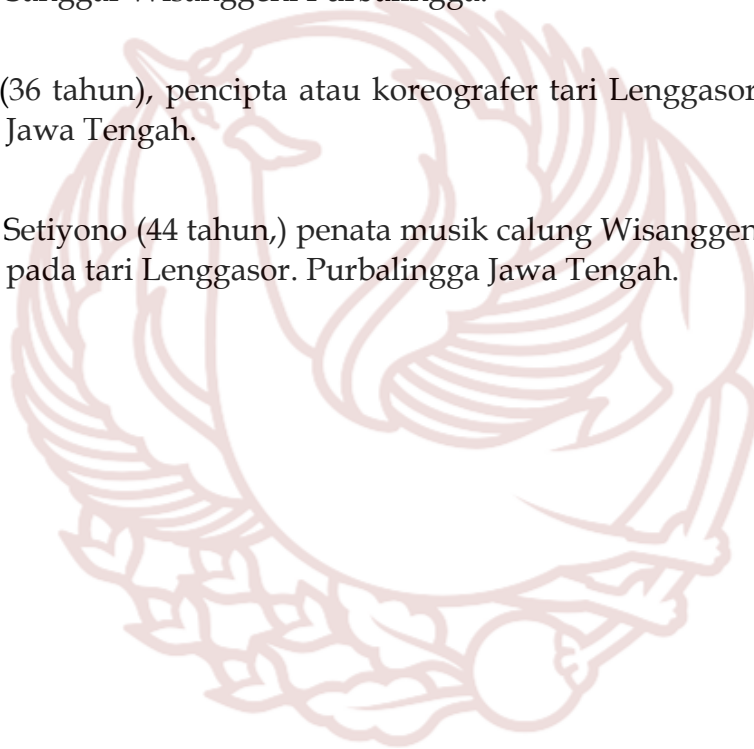 (36 tahun), pencipta atau koreografer tari Lenggasor
Jawa Tengah.
Setiyono (44 tahun,) penata musik calung Wisanggen
pada tari Lenggasor. Purbalingga Jawa Tengah.